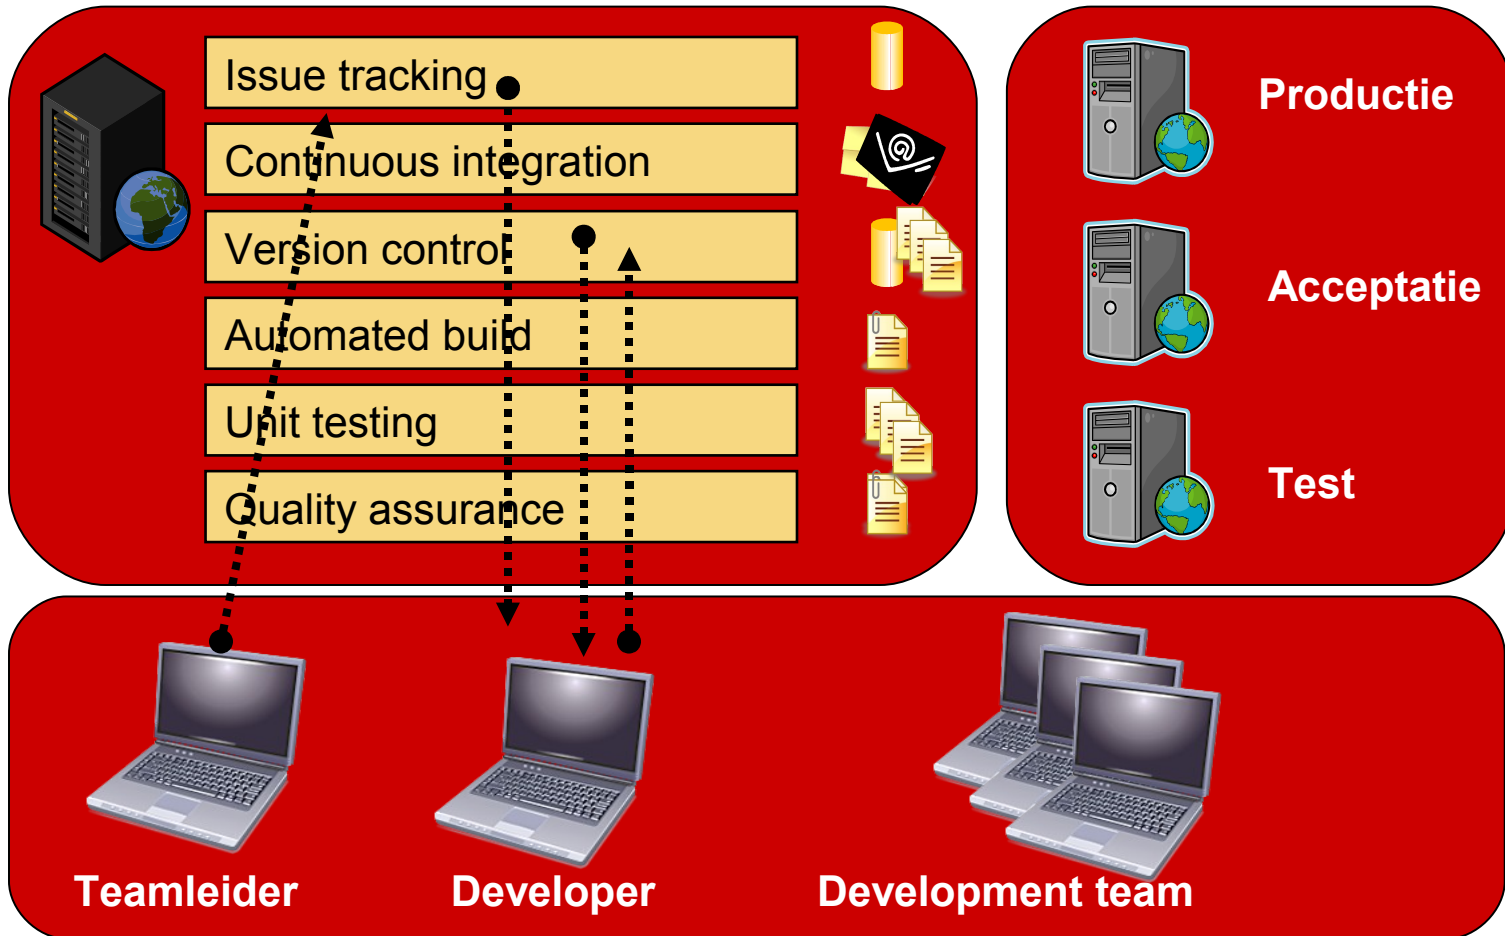 Issue tracking
Continuous integration
Version control
Automated build
Unit testing
Quality assurance
Productie
Acceptatie
Test
Teamleider
Developer
Development team